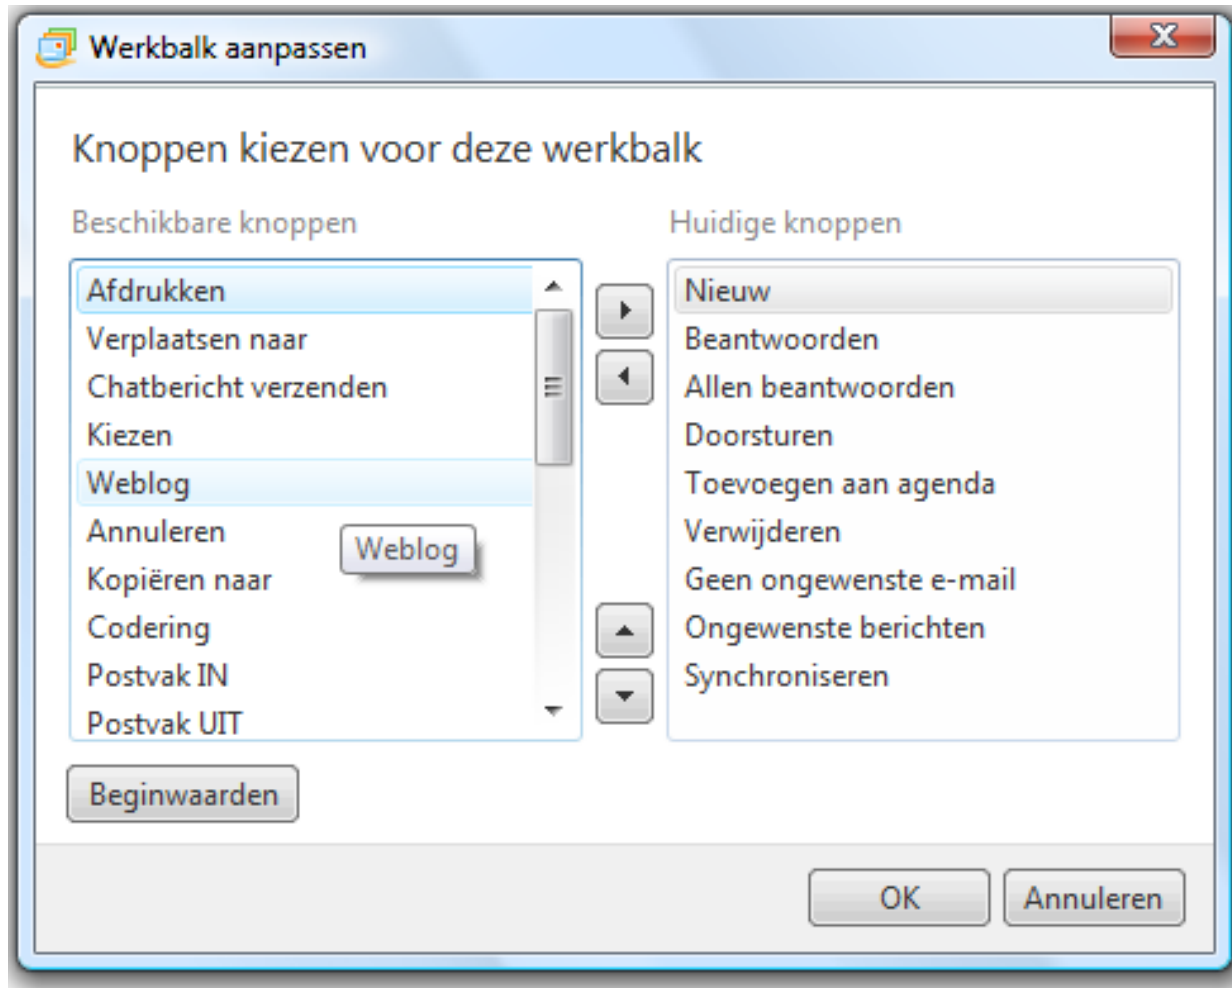 Werkbalk aanpassen
Knoppen kiezen voor deze werkbalk
Beschikbare knoppen
Afdrukken
Verplaatsen naar
Chatbericht verzenden
Kiezen
Weblog
Annuleren
Weblog
Kopiëren naar
Codering
Postvak IN
Postvak UIT
Huidige knoppen
Nieuw
Beantwoorden
Allen beantwoorden
Doorsturen
Toevoegen aan agenda
Verwijderen
Geen ongewenste e-mail
Ongewenste berichten
Synchroniseren
Beginwaarden
OK
Annuleren